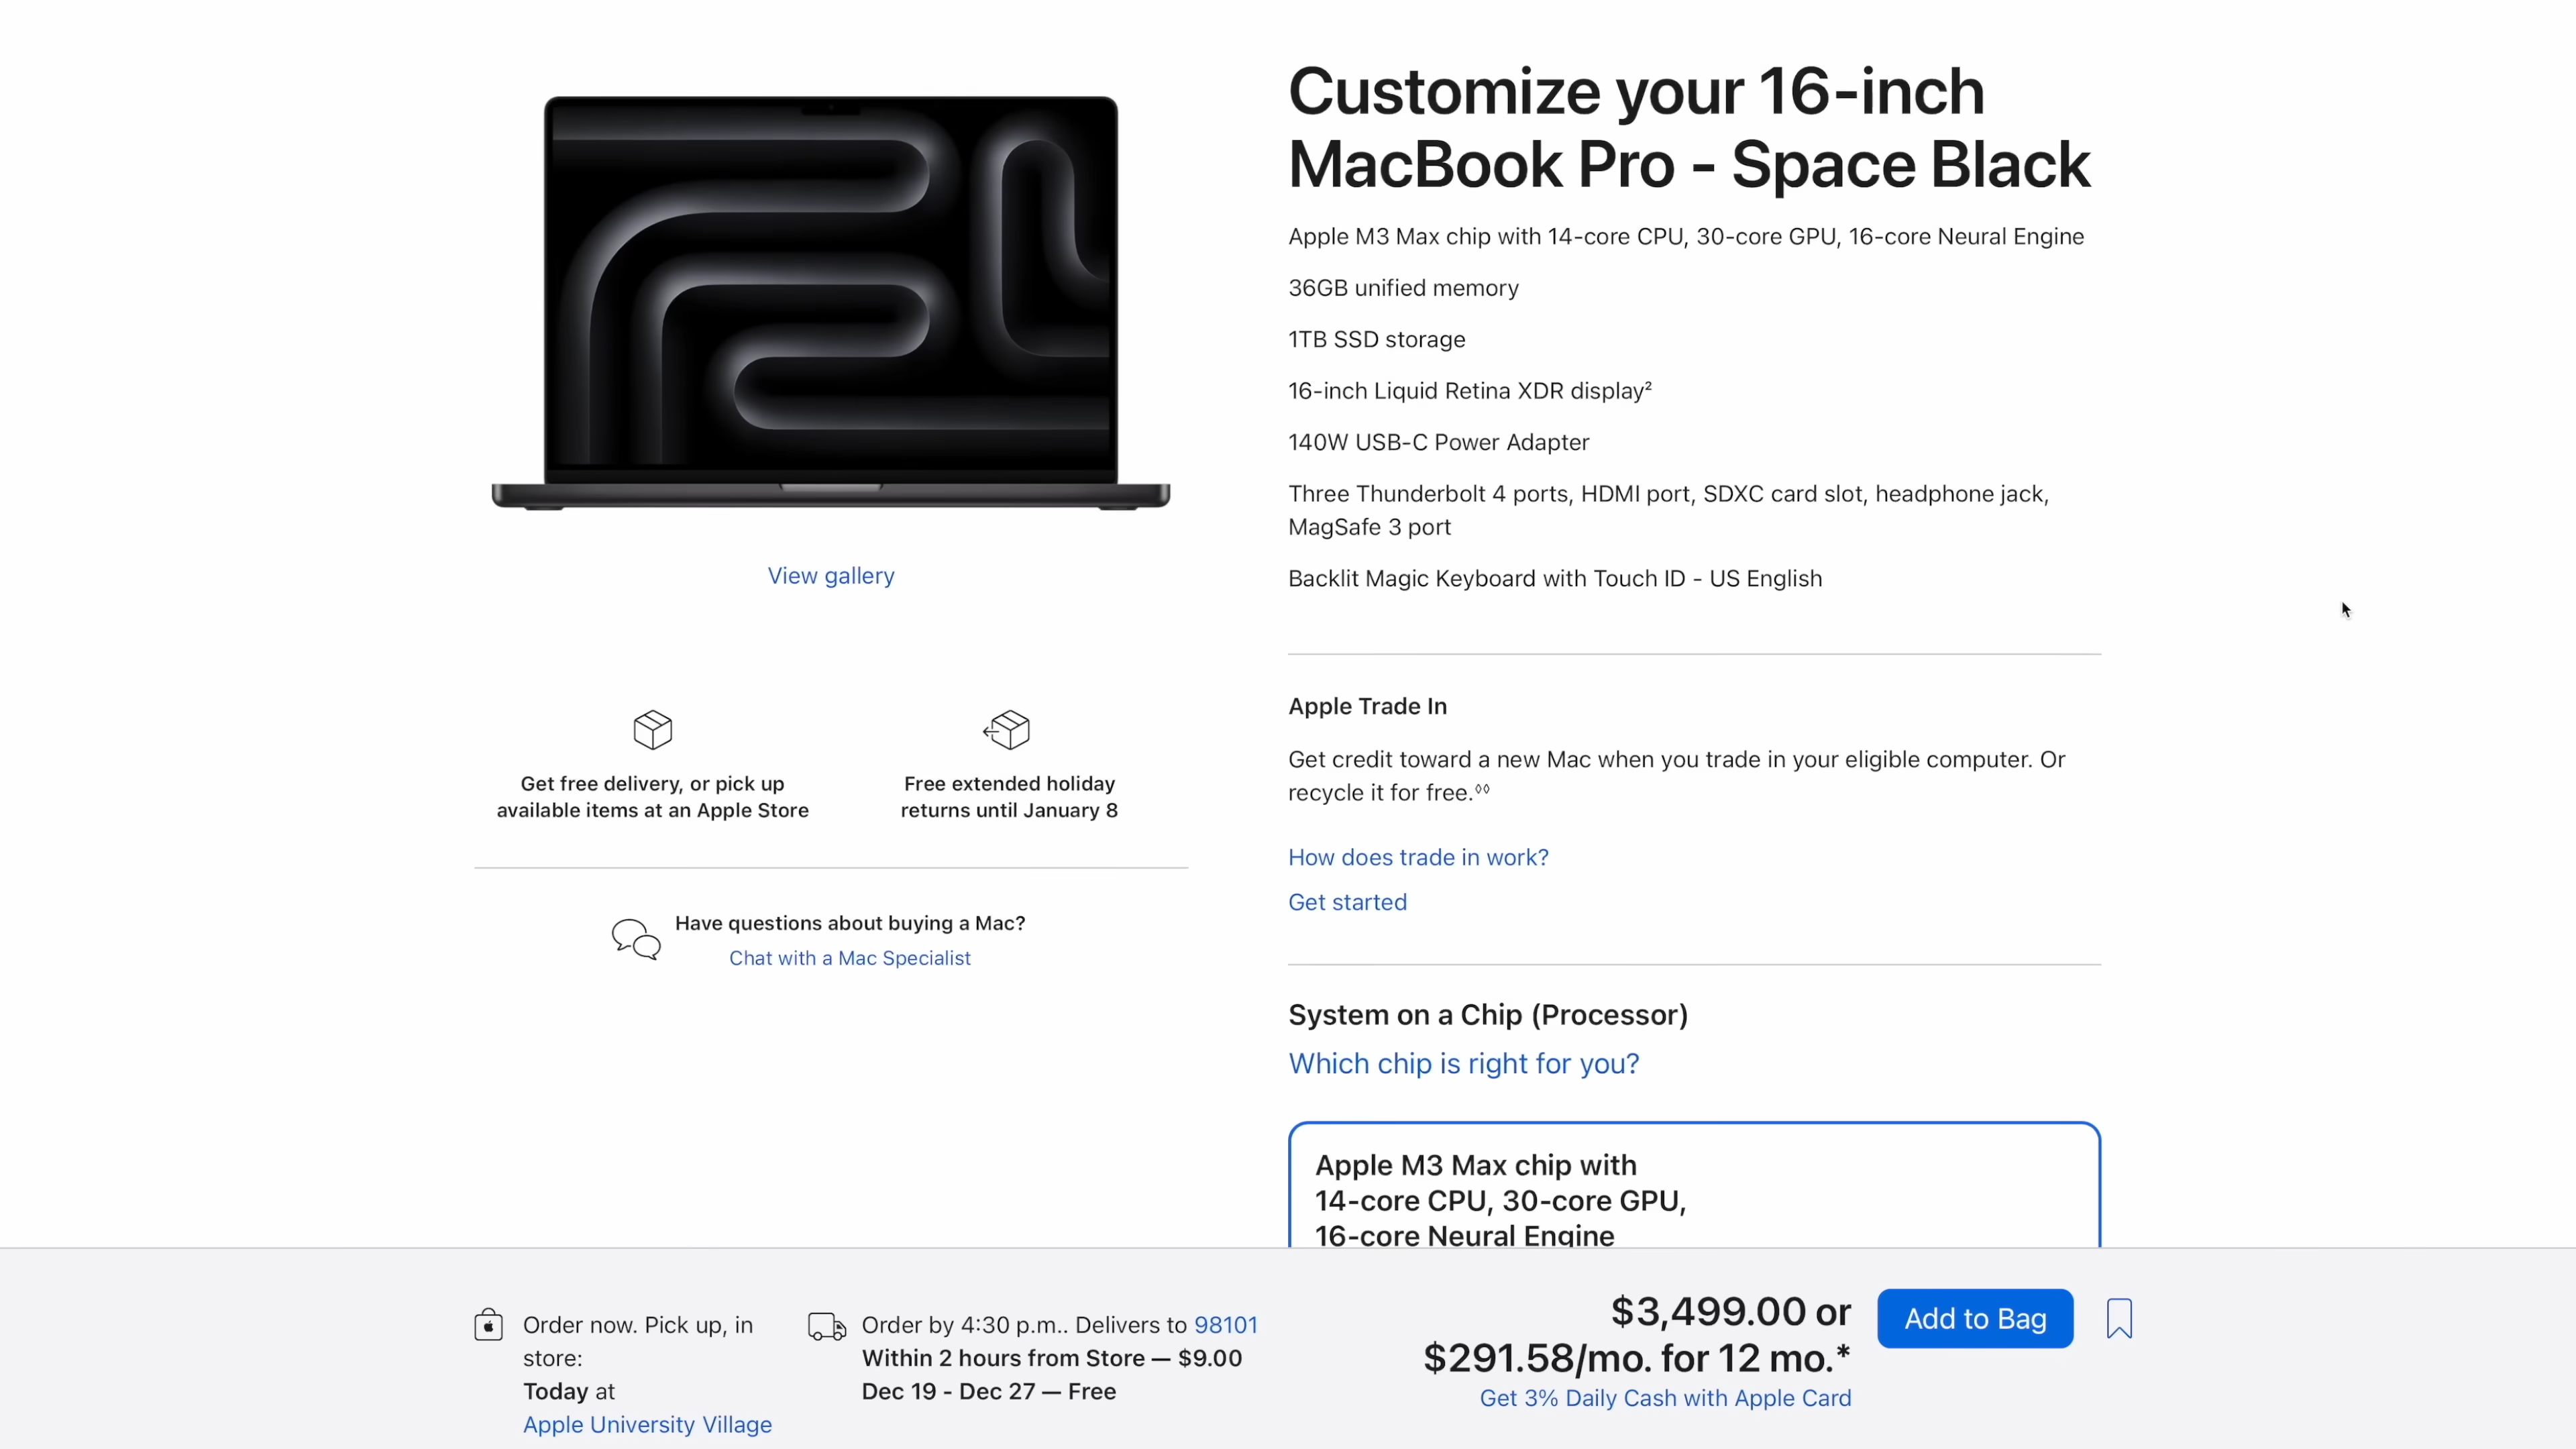 Customize your 16-inch
MacBook Pro - Space Black
Apple M3 Max chip with 14-core CPU, 30-core GPU, 16-core Neural Engine
36GB unified memory
1TB SSD storage
16-inch Liquid Retina XDR display²
140W USB-C Power Adapter
Three Thunderbolt 4 ports, HDMI port, SDXC card slot, headphone jack,
MagSafe 3 port
Backlit Magic Keyboard with Touch ID - US English
View gallery
Get free delivery, or pick up
available items at an Apple Store
Free extended holiday
returns until January 8
Have questions about buying a Mac?
Chat with a Mac Specialist
Apple Trade In
Get credit toward a new Mac when you trade in your eligible computer. Or
recycle it for free.◊◊
How does trade in work?
Get started
System on a Chip (Processor)
Which chip is right for you?
Apple M3 Max chip with
14-core CPU, 30-core GPU,
16-core Neural Engine
Order now. Pick up, in
store:
Today at
Apple University Village
Order by 4:30 p.m.. Delivers to 98101
Within 2 hours from Store — $9.00
Dec 19 - Dec 27 — Free
$3,499.00 or
$291.58/mo. for 12 mo.*
Get 3% Daily Cash with Apple Card
Add to Bag